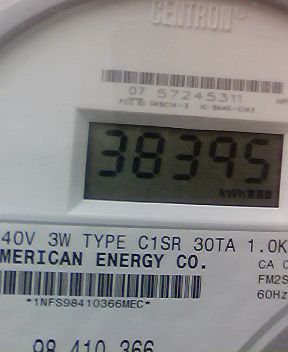 CENTRON®
07 57245311
38395
kWh
40V 3W TYPE C1SR 30TA 1.0K
MERICAN ENERGY CO.
CA 0
FM2S
60Hz
*1NFS98410366MEC*
98 410 366